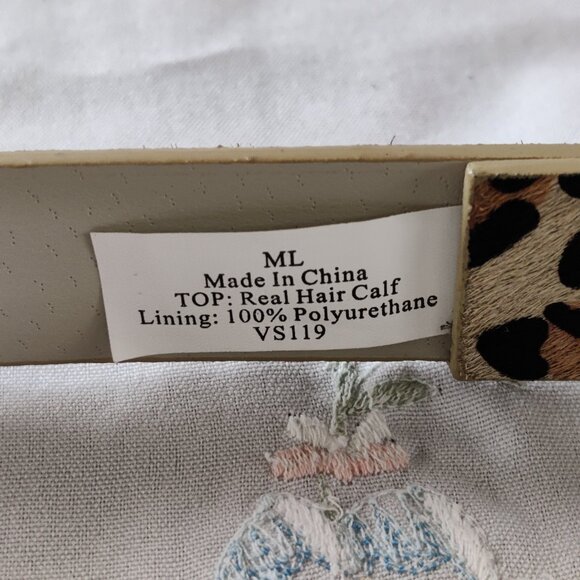 ML
Made In China
TOP: Real Hair Calf
Lining: 100% Polyurethane
VS119